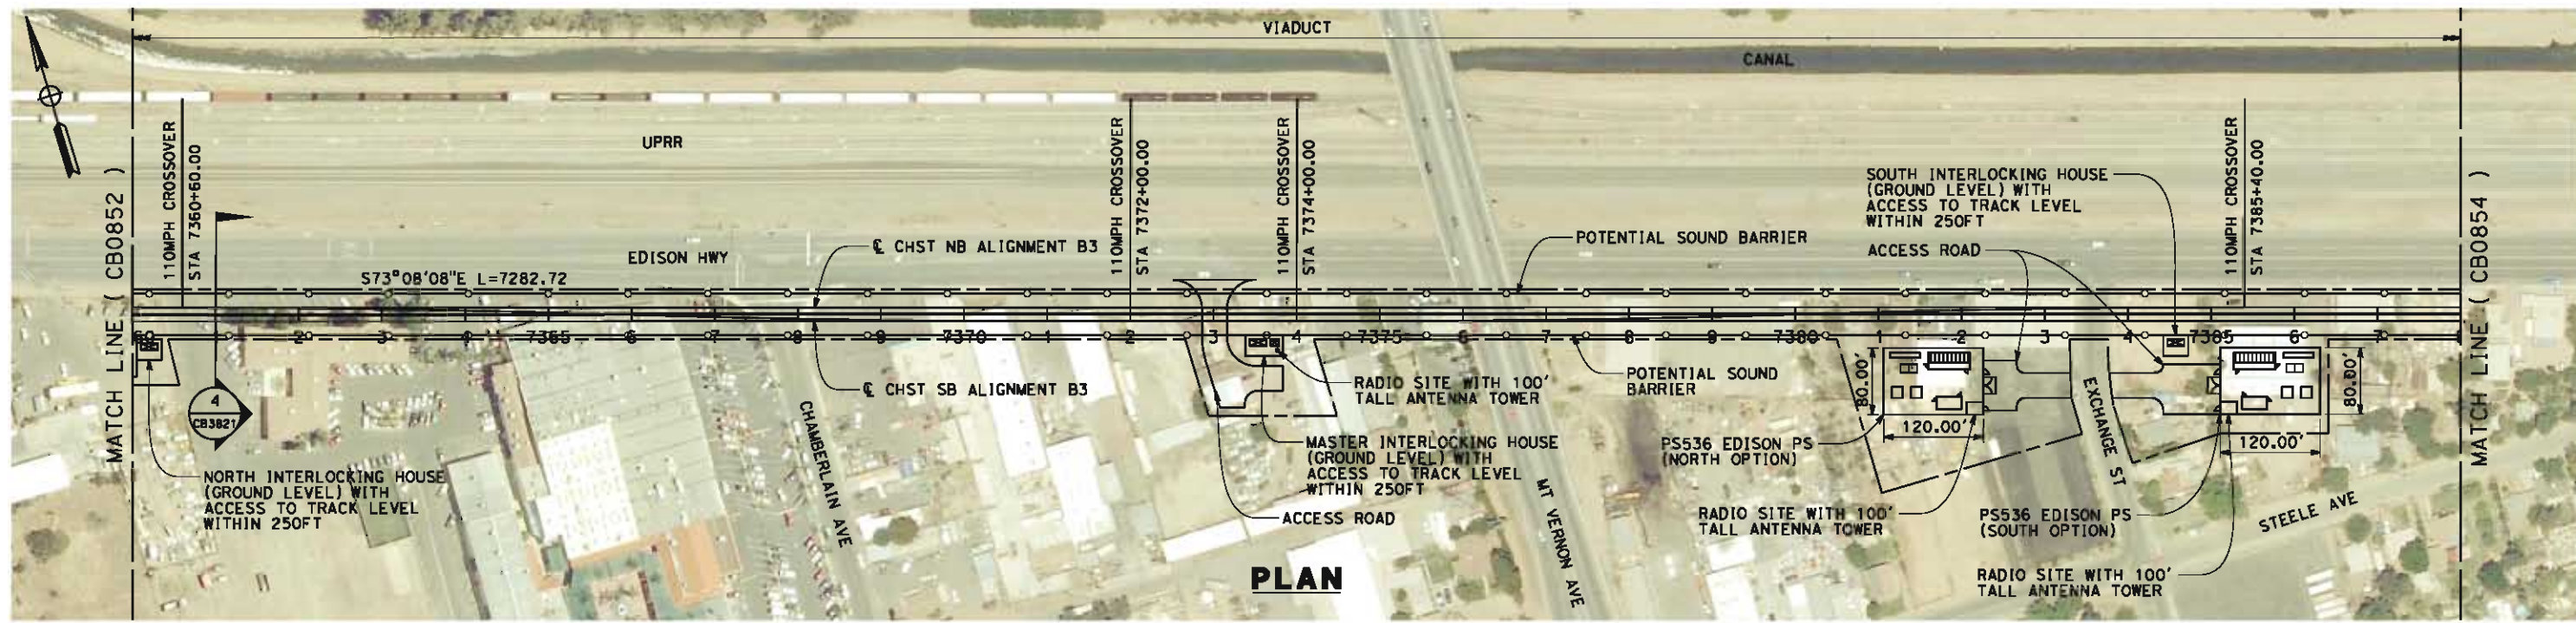 VIADUCT
CANAL
UPRR
MATCH LINE ( CB0852 )
110MPH CROSSOVER
STA 7360+60.00
110MPH CROSSOVER
STA 7372+00.00
110MPH CROSSOVER
STA 7374+00.00
110MPH CROSSOVER
STA 7385+40.00
MATCH LINE ( CB0854 )
EDISON HWY
S73°08'08"E L=7282.72
℄ CHST NB ALIGNMENT B3
POTENTIAL SOUND BARRIER
SOUTH INTERLOCKING HOUSE
(GROUND LEVEL) WITH
ACCESS TO TRACK LEVEL
WITHIN 250FT
ACCESS ROAD
2 3 4 7365 6 7 8 9 7370 1 2 3 4 7375 6 7 8 9 7380 1 2 3 4 7385 6 7
4
CB3821
℄ CHST SB ALIGNMENT B3
NORTH INTERLOCKING HOUSE
(GROUND LEVEL) WITH
ACCESS TO TRACK LEVEL
WITHIN 250FT
CHAMBERLAIN AVE
RADIO SITE WITH 100'
TALL ANTENNA TOWER
MASTER INTERLOCKING HOUSE
(GROUND LEVEL) WITH
ACCESS TO TRACK LEVEL
WITHIN 250FT
ACCESS ROAD
MT VERNON AVE
POTENTIAL SOUND
BARRIER
80.00'
120.00'
PS536 EDISON PS
(NORTH OPTION)
RADIO SITE WITH 100'
TALL ANTENNA TOWER
EXCHANGE ST
80.00'
120.00'
PS536 EDISON PS
(SOUTH OPTION)
STEELE AVE
RADIO SITE WITH 100'
TALL ANTENNA TOWER
PLAN